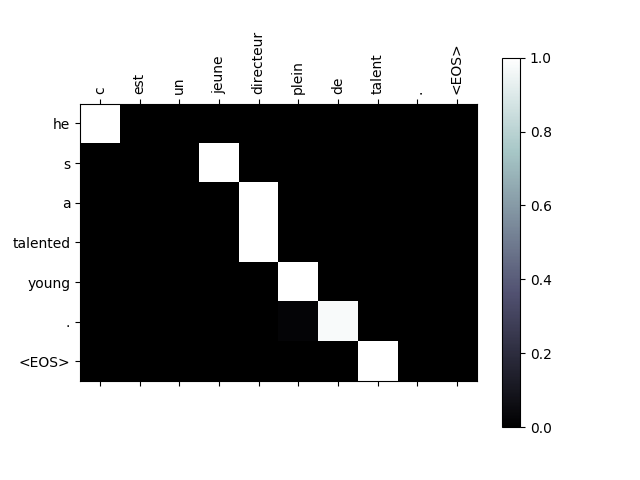 c est un jeune directeur plein de talent . <EOS>
he
s
a
talented
young
.
<EOS>
1.0
0.8
0.6
0.4
0.2
0.0